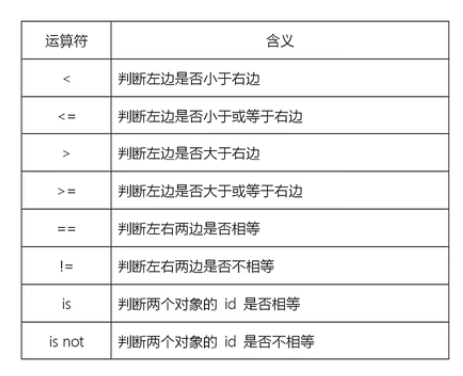 运算符 含义
< 判断左边是否小于右边
<= 判断左边是否小于或等于右边
> 判断左边是否大于右边
>= 判断左边是否大于或等于右边
== 判断左右两边是否相等
!= 判断左右两边是否不相等
is 判断两个对象的 id 是否相等
is not 判断两个对象的 id 是否不相等